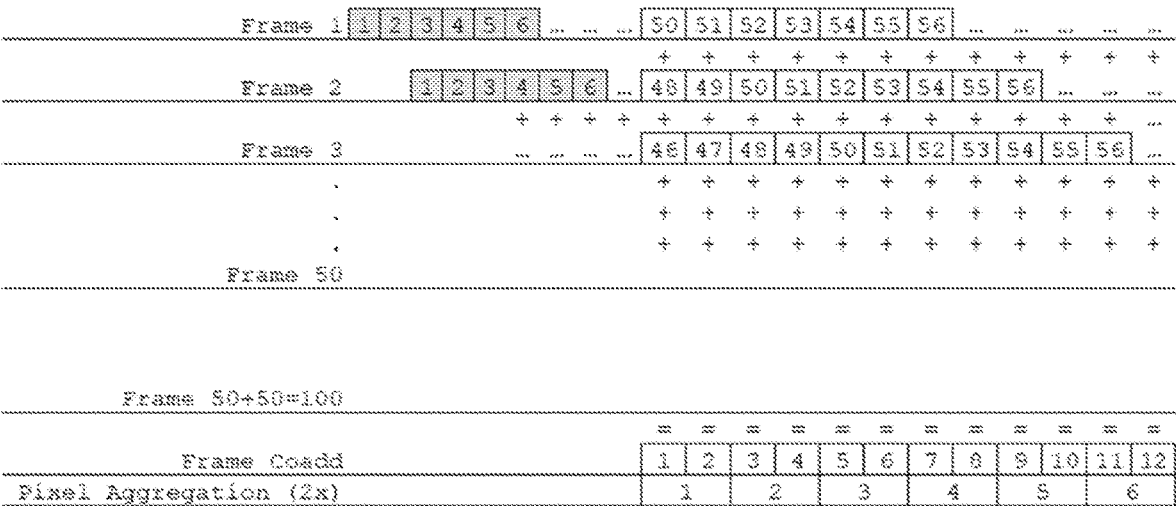 Frame 1 1 2 3 4 5 6 … … … 50 51 52 53 54 55 56 … … … … …
+ + + + + + + + + + + +
Frame 2 1 2 3 4 5 6 … 48 49 50 51 52 53 54 55 56 … … …
+ + + + + + + + + + + + + + + …
Frame 3 … … … … 46 47 48 49 50 51 52 53 54 55 56 …
. + + + + + + + + + + + +
. + + + + + + + + + + + +
. + + + + + + + + + + + +
Frame 50
Frame 50+50=100
= = = = = = = = = = = =
Frame Coadd 1 2 3 4 5 6 7 8 9 10 11 12
Pixel Aggregation (2x) 1 2 3 4 5 6